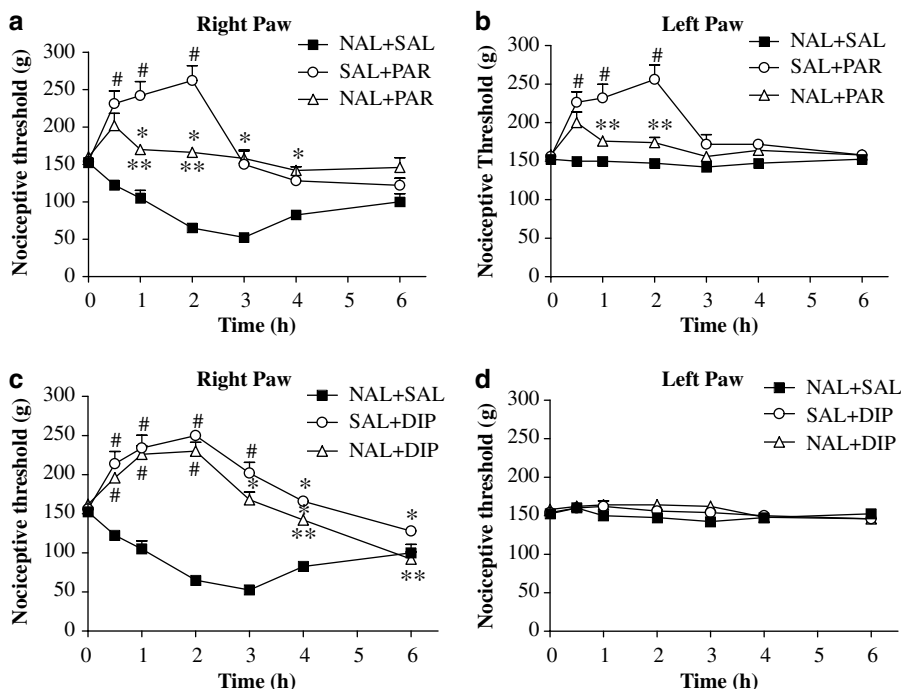 a
Right Paw
Nociceptive threshold (g)
300
250
200
150
100
50
0
NAL+SAL
SAL+PAR
NAL+PAR
# # #
* * * *
** **
0 1 2 3 4 5 6
Time (h)
b
Left Paw
Nociceptive Threshold (g)
300
250
200
150
100
50
0
NAL+SAL
SAL+PAR
NAL+PAR
# # #
** **
0 1 2 3 4 5 6
Time (h)
c
Right Paw
Nociceptive threshold (g)
300
250
200
150
100
50
0
NAL+SAL
SAL+DIP
NAL+DIP
# # # #
# # #
* * * *
** **
0 1 2 3 4 5 6
Time (h)
d
Left Paw
Nociceptive threshold (g)
300
250
200
150
100
50
0
NAL+SAL
SAL+DIP
NAL+DIP
0 1 2 3 4 5 6
Time (h)